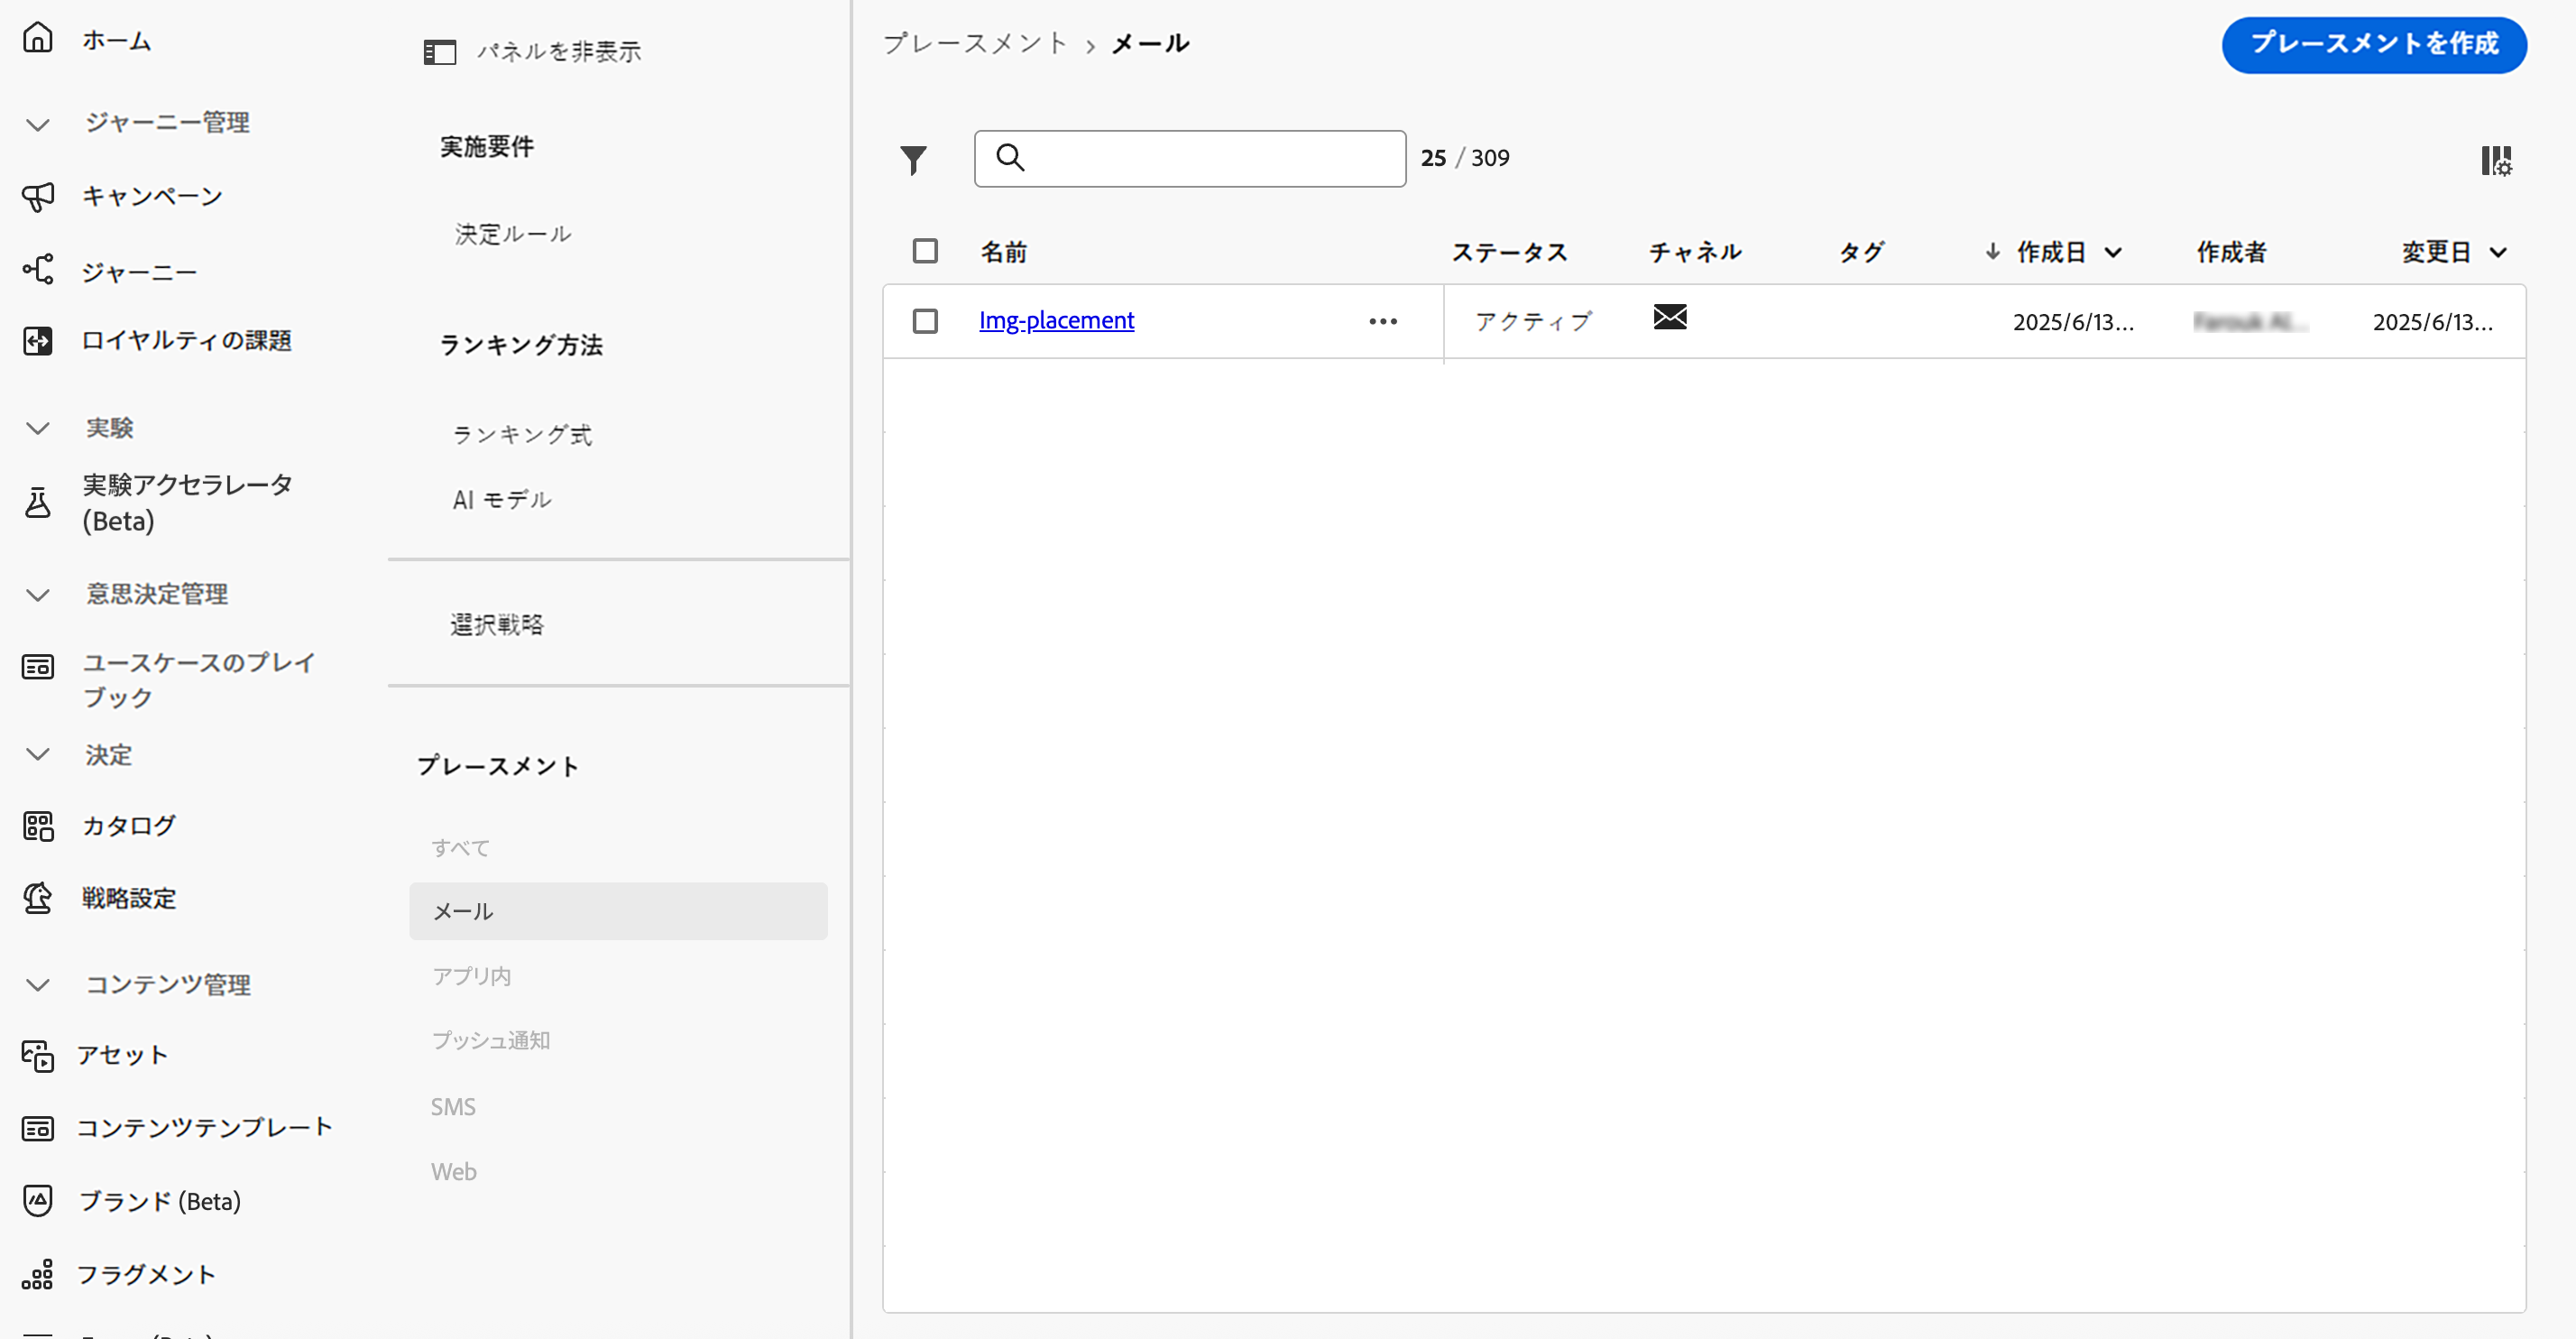 ホーム
ジャーニー管理
キャンペーン
ジャーニー
ロイヤルティの課題
実験
実験アクセラレータ
(Beta)
意思決定管理
ユースケースのプレイ
ブック
決定
カタログ
戦略設定
コンテンツ管理
アセット
コンテンツテンプレート
ブランド (Beta)
フラグメント
パネルを非表示
実施要件
決定ルール
ランキング方法
ランキング式
AI モデル
選択戦略
プレースメント
すべて
メール
アプリ内
プッシュ通知
SMS
Web
プレースメント › メール
プレースメントを作成
25 / 309
名前 ステータス チャネル タグ 作成日 作成者 変更日
Img-placement アクティブ 2025/6/13... 2025/6/13...